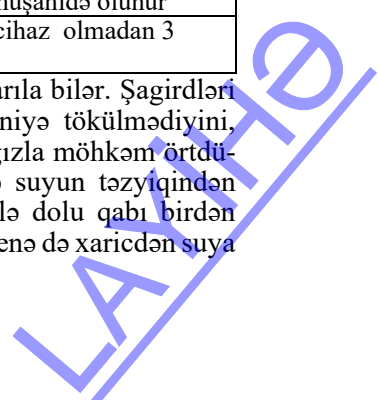 müşahidə olunur
cihaz olmadan 3
arıla bilər. Şagirdləri
niyə tökülmədiyini,
ğızla möhkəm örtdü-
suyun təzyiqindən
lə dolu qabı birdən
enə də xaricdən suya
LAYİHƏ